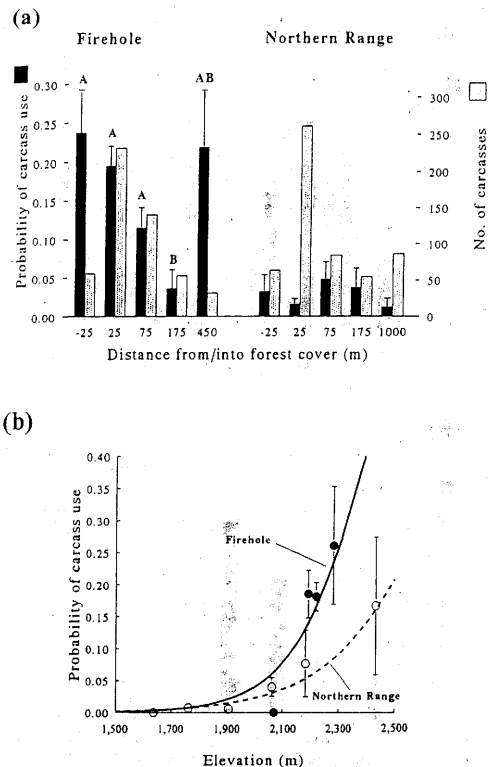 (a)
Firehole Northern Range
Probability of carcass use
0.30
0.25
0.20
0.15
0.10
0.05
0.00
A A A B AB
300
250
200
150
100
50
0
No. of carcasses
-25 25 75 175 450 -25 25 75 175 1000
Distance from/into forest cover (m)
(b)
Probability of carcass use
0.40
0.35
0.30
0.25
0.20
0.15
0.10
0.05
0.00
Firehole
Northern Range
1,500 1,700 1,900 2,100 2,300 2,500
Elevation (m)